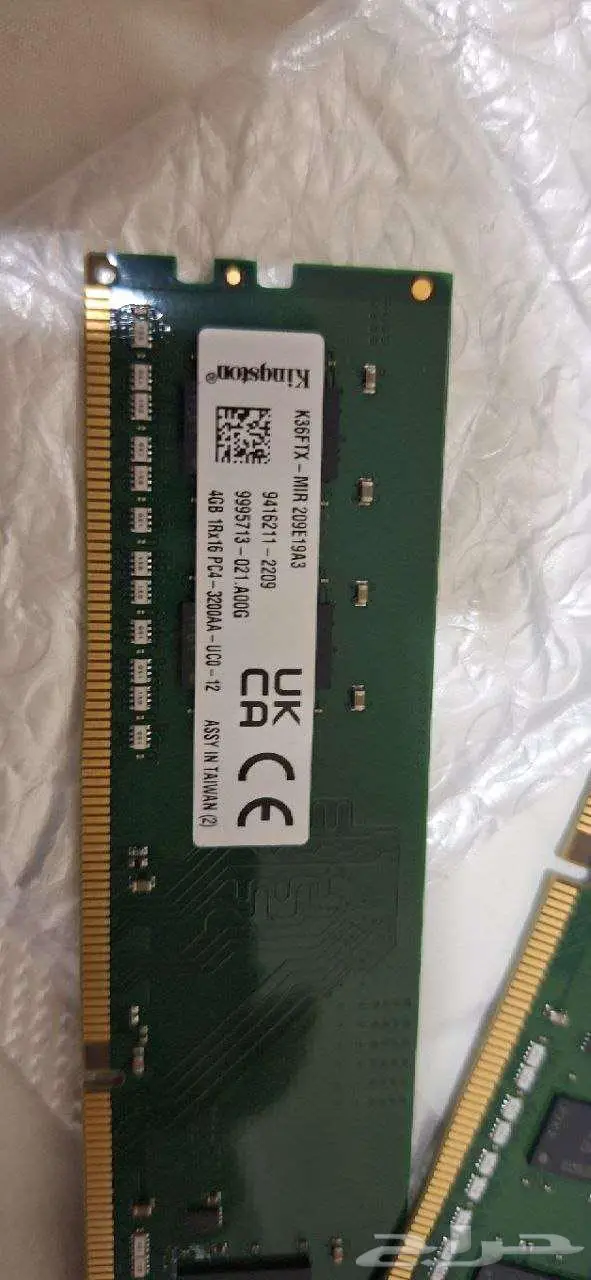 Kingston®
K36FTX-MIR 209E19A3
9416211-2209
9995713-021.A00G
4GB 1Rx16 PC4-3200AA-UC0-12 ASSY IN TAIWAN (2)
UK
CA
CE
حراج